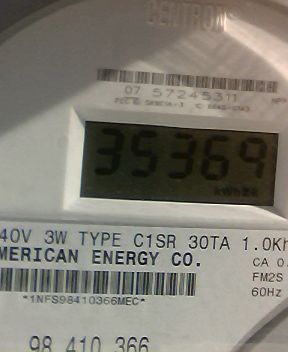 CENTRON
07 57245311
35369
kWh
40V 3W TYPE C1SR 30TA 1.0Kh
MERICAN ENERGY CO.
CA 0.
FM2S
60Hz
*1NFS98410366MEC*
98 410 366